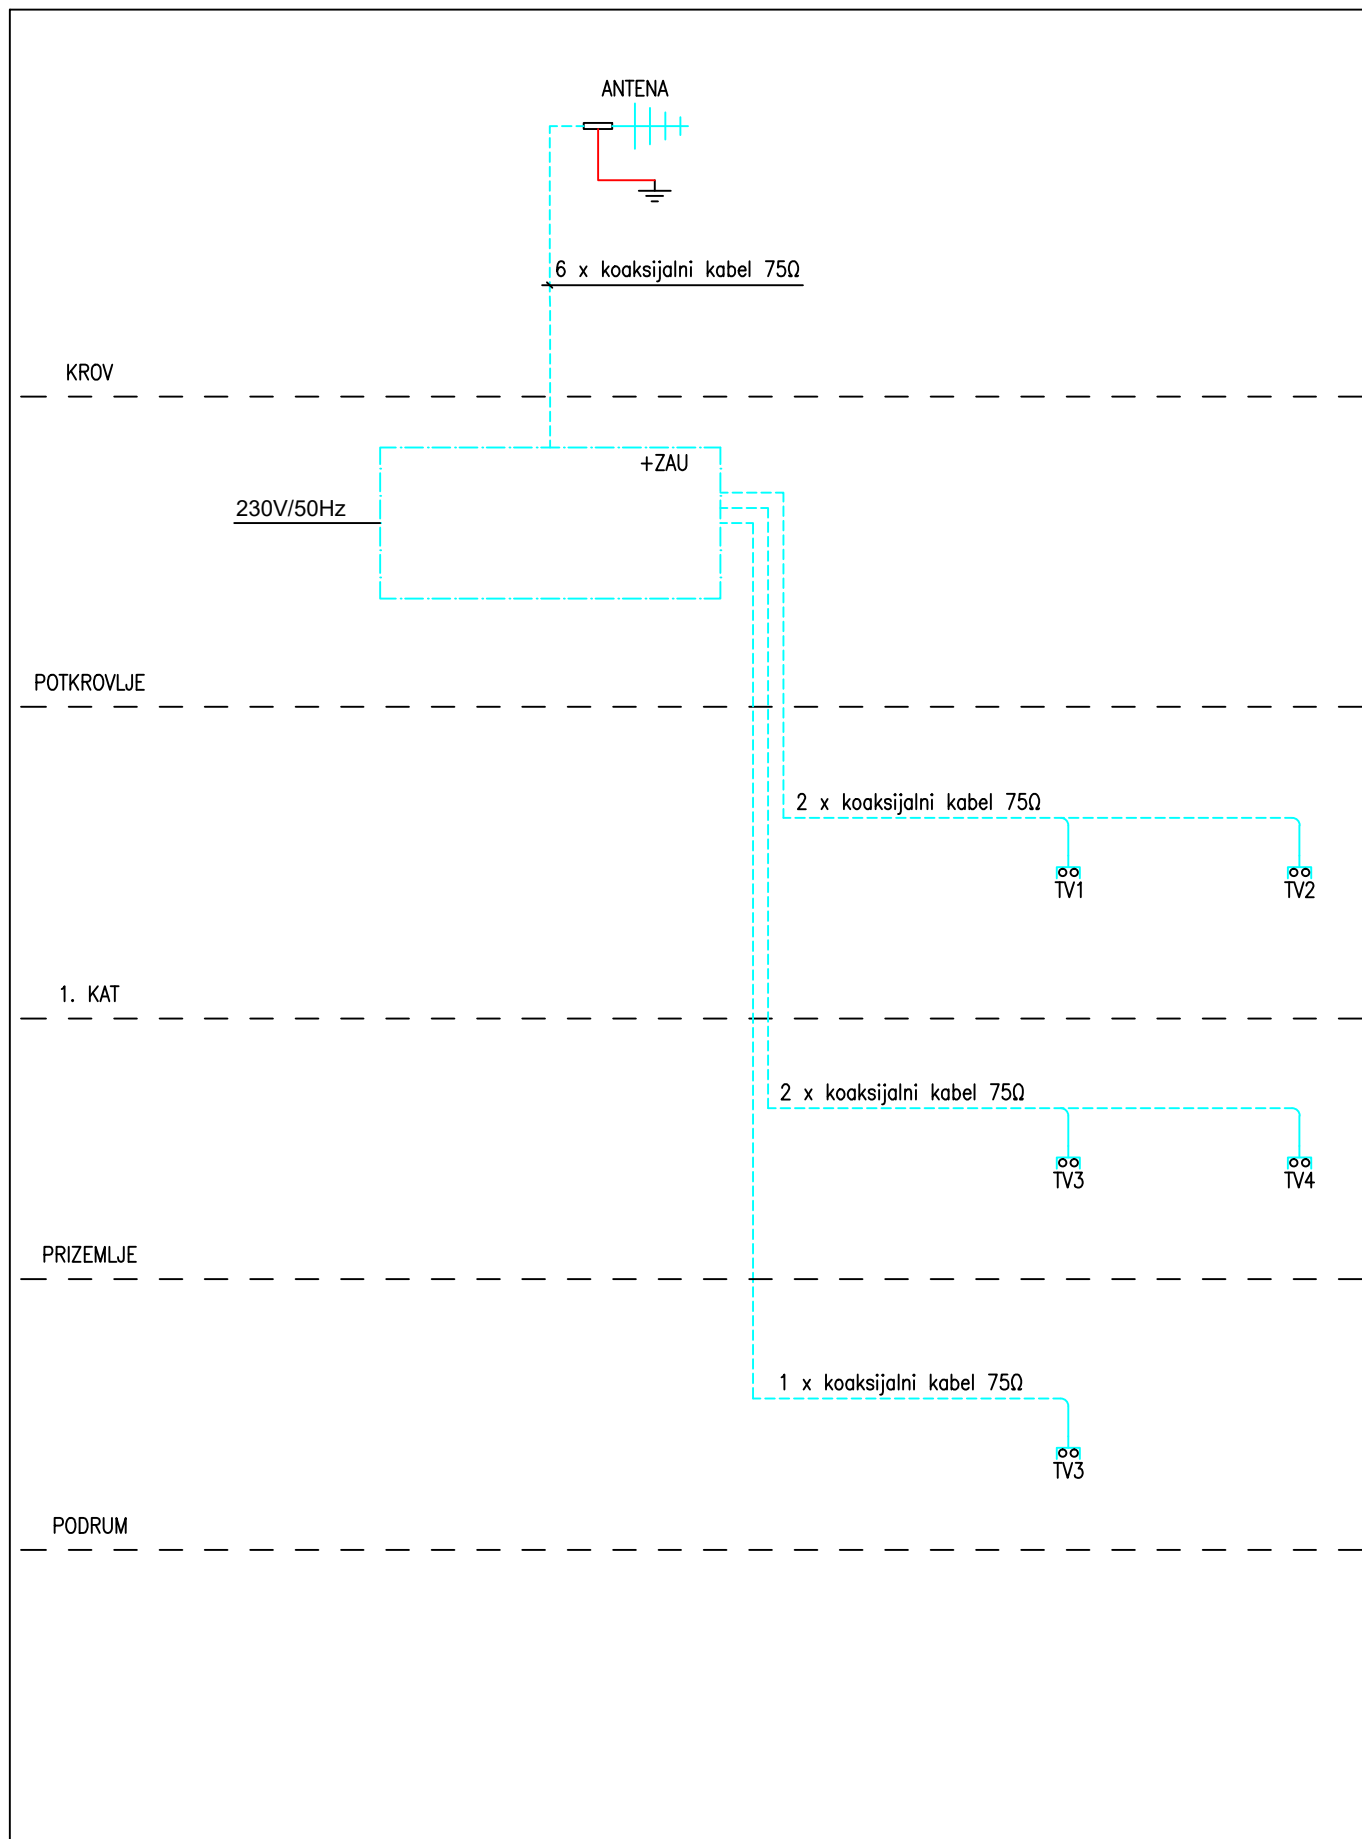 ANTENA
6 x koaksijalni kabel 75Ω
KROV
+ZAU
230V/50Hz
POTKROVLJE
2 x koaksijalni kabel 75Ω
TV1
TV2
1. KAT
2 x koaksijalni kabel 75Ω
TV3
TV4
PRIZEMLJE
1 x koaksijalni kabel 75Ω
TV3
PODRUM